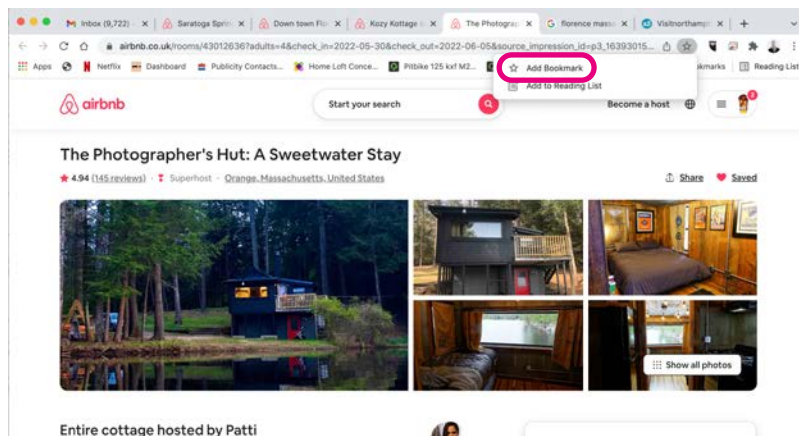 Inbox (9,722)
Saratoga Sprin
Down town Flo
Kozy Kottage
The Photograp
florence mass
Visitnorthamp
airbnb.co.uk/rooms/43012636?adults=4&check_in=2022-05-30&check_out=2022-06-05&source_impression_id=p3_16393015...
Apps Netflix Dashboard Publicity Contacts... Home Loft Conce... Pitbike 125 kxf M2... Reading List
Add Bookmark
Add to Reading List
airbnb
Start your search
Become a host
2
The Photographer's Hut: A Sweetwater Stay
4.94 (145 reviews) · Superhost · Orange, Massachusetts, United States
Share Saved
Show all photos
Entire cottage hosted by Patti